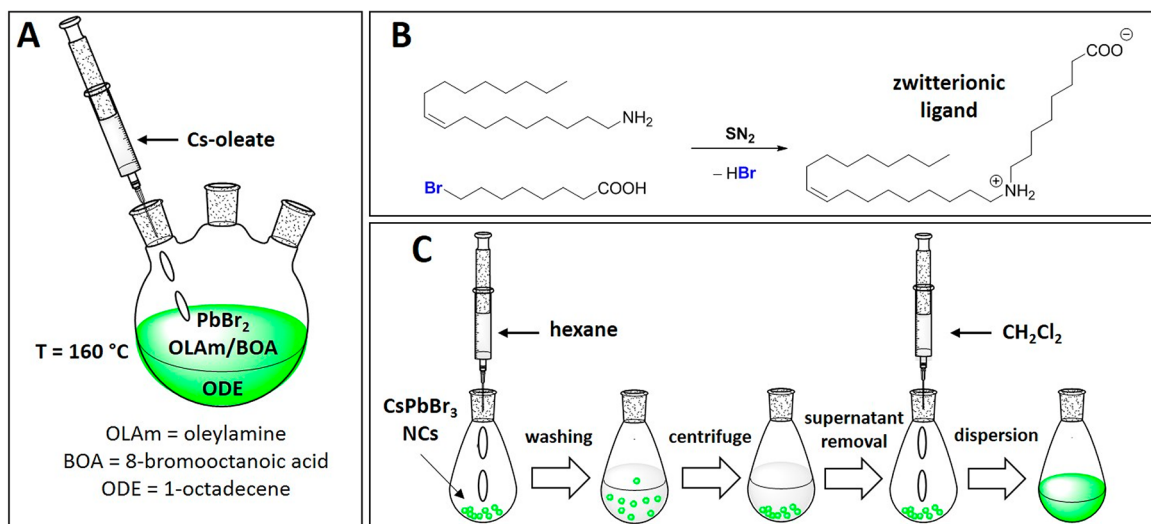 A
Cs-oleate
PbBr₂
OLAm/BOA
T = 160 °C
ODE
OLAm = oleylamine
BOA = 8-bromooctanoic acid
ODE = 1-octadecene
B
NH₂
Br
COOH
SN₂
– HBr
zwitterionic
ligand
COO⊖
⊕
NH₂
C
hexane
CH₂Cl₂
CsPbBr₃
NCs
washing
centrifuge
supernatant
removal
dispersion